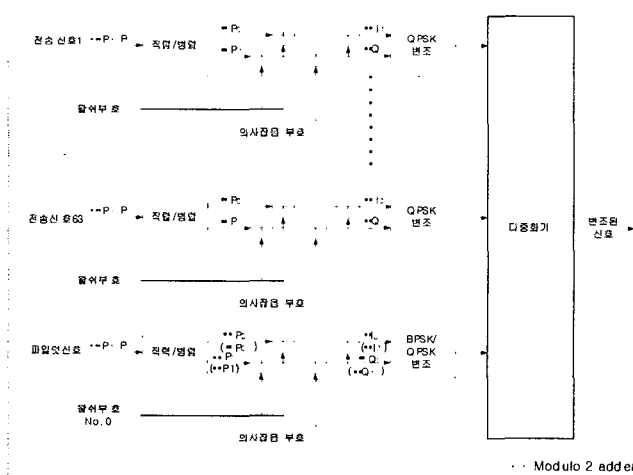 전송 신호1 P P 직렬/병렬 P P I Q QPSK
변조
왈쉬부호
의사잡음 부호
전송신호63 P P 직렬/병렬 P P I Q QPSK
변조
다중화기
변조된
신호
왈쉬부호
의사잡음 부호
파일럿신호 P P 직렬/병렬 P P I Q BPSK/
QPSK
변조
왈쉬부호
No.0
의사잡음 부호
Modulo 2 adder